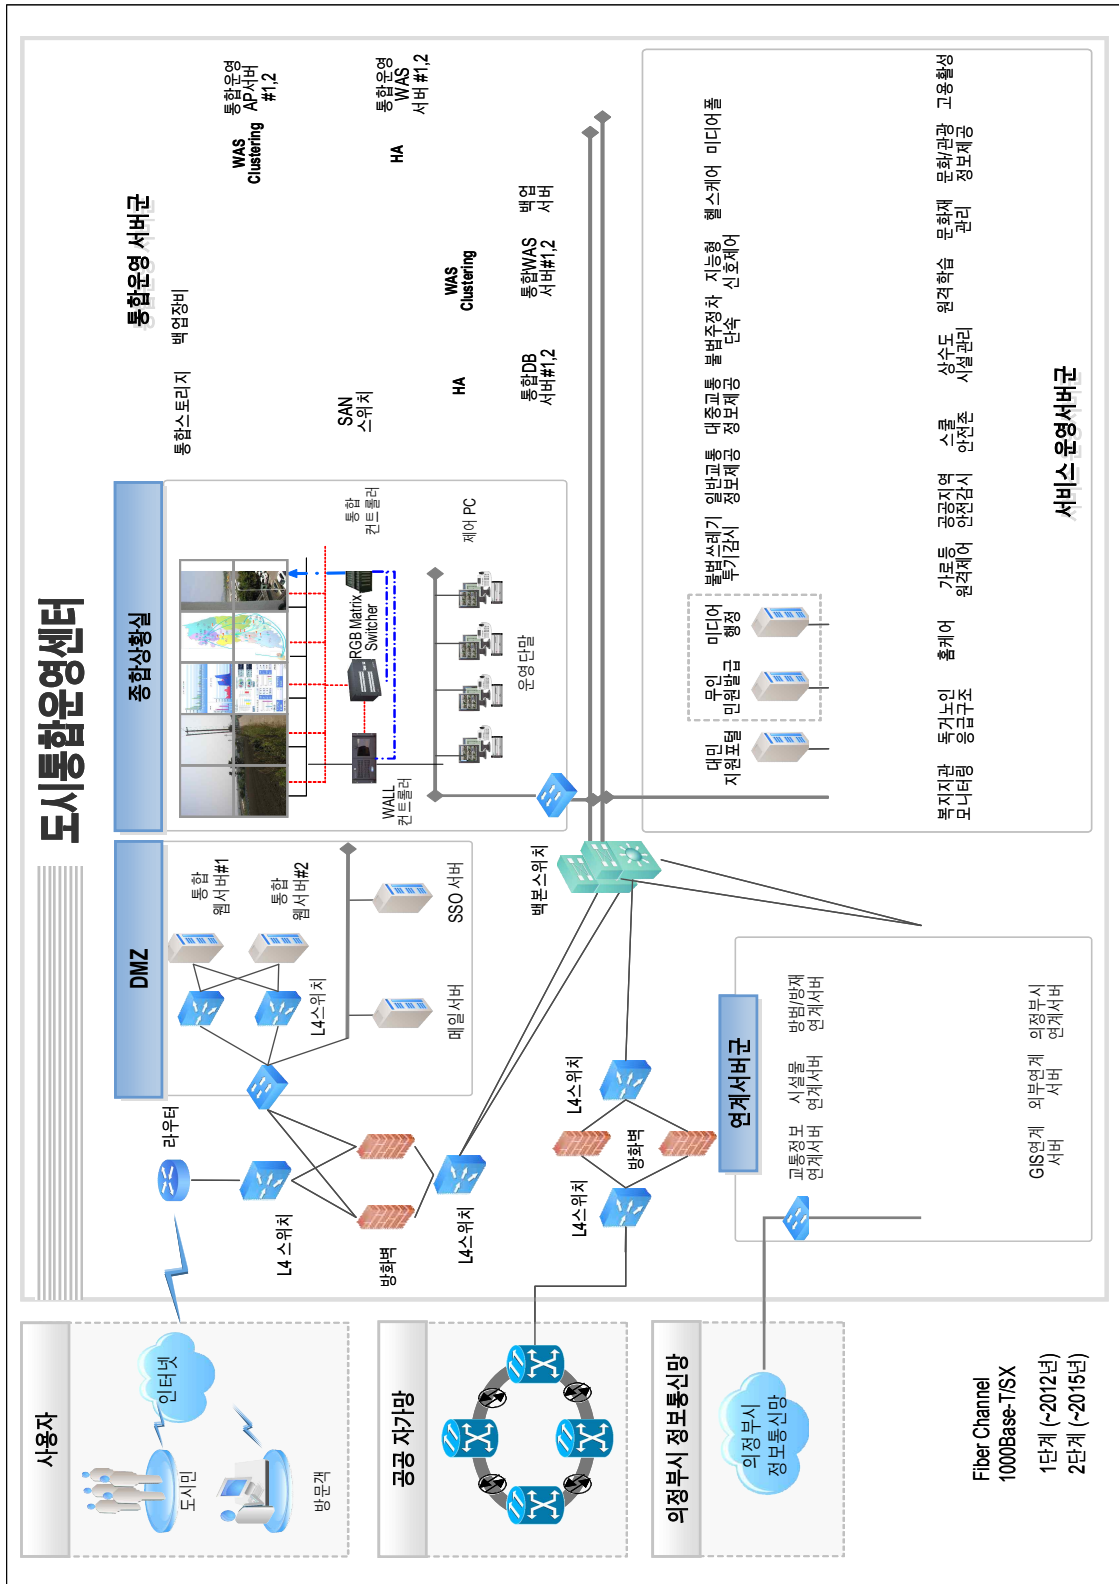 도시통합운영센터
사용자
인터넷
도시민
방문객
공공 자가망
의정부시 정보통신망
의정부시
정보통신망
Fiber Channel
1000Base-T/SX
1단계 (~2012년)
2단계 (~2015년)
라우터
L4 스위치
방화벽
L4스위치
DMZ
통합
웹서버#1
통합
웹서버#2
L4스위치
메일서버
SSO 서버
L4스위치
방화벽
L4스위치
백본스위치
연계서버군
교통정보
연계서버
시설물
연계서버
방범/방재
연계서버
GIS연계
서버
외부연계
서버
의정부시
연계서버
종합상황실
WALL
컨트롤러
RGB Matrix
Switcher
통합
컨트롤러
운영단말
제어 PC
통합운영 서버군
통합스토리지
백업장비
WAS
Clustering
통합운영
AP서버
#1,2
SAN
스위치
HA
통합운영
WAS
서버 #1,2
HA
WAS
Clustering
통합DB
서버#1,2
통합WAS
서버#1,2
백업
서버
대민
지원포털
무인
민원발급
미디어
행정
불법쓰레기
투기감시
일반교통
정보제공
대중교통
정보제공
불법주정차
단속
지능형
신호제어
헬스케어
미디어폴
복지지관
모니터링
독거노인
응급구조
홈케어
가로등
원격제어
공공지역
안전감시
스쿨
안전존
상수도
시설관리
원격학습
문화재
관리
문화/관광
정보제공
고용활성
서비스 운영서버군